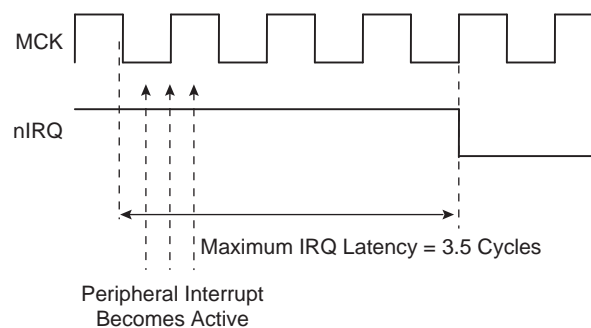 MCK
nIRQ
Maximum IRQ Latency = 3.5 Cycles
Peripheral Interrupt
Becomes Active